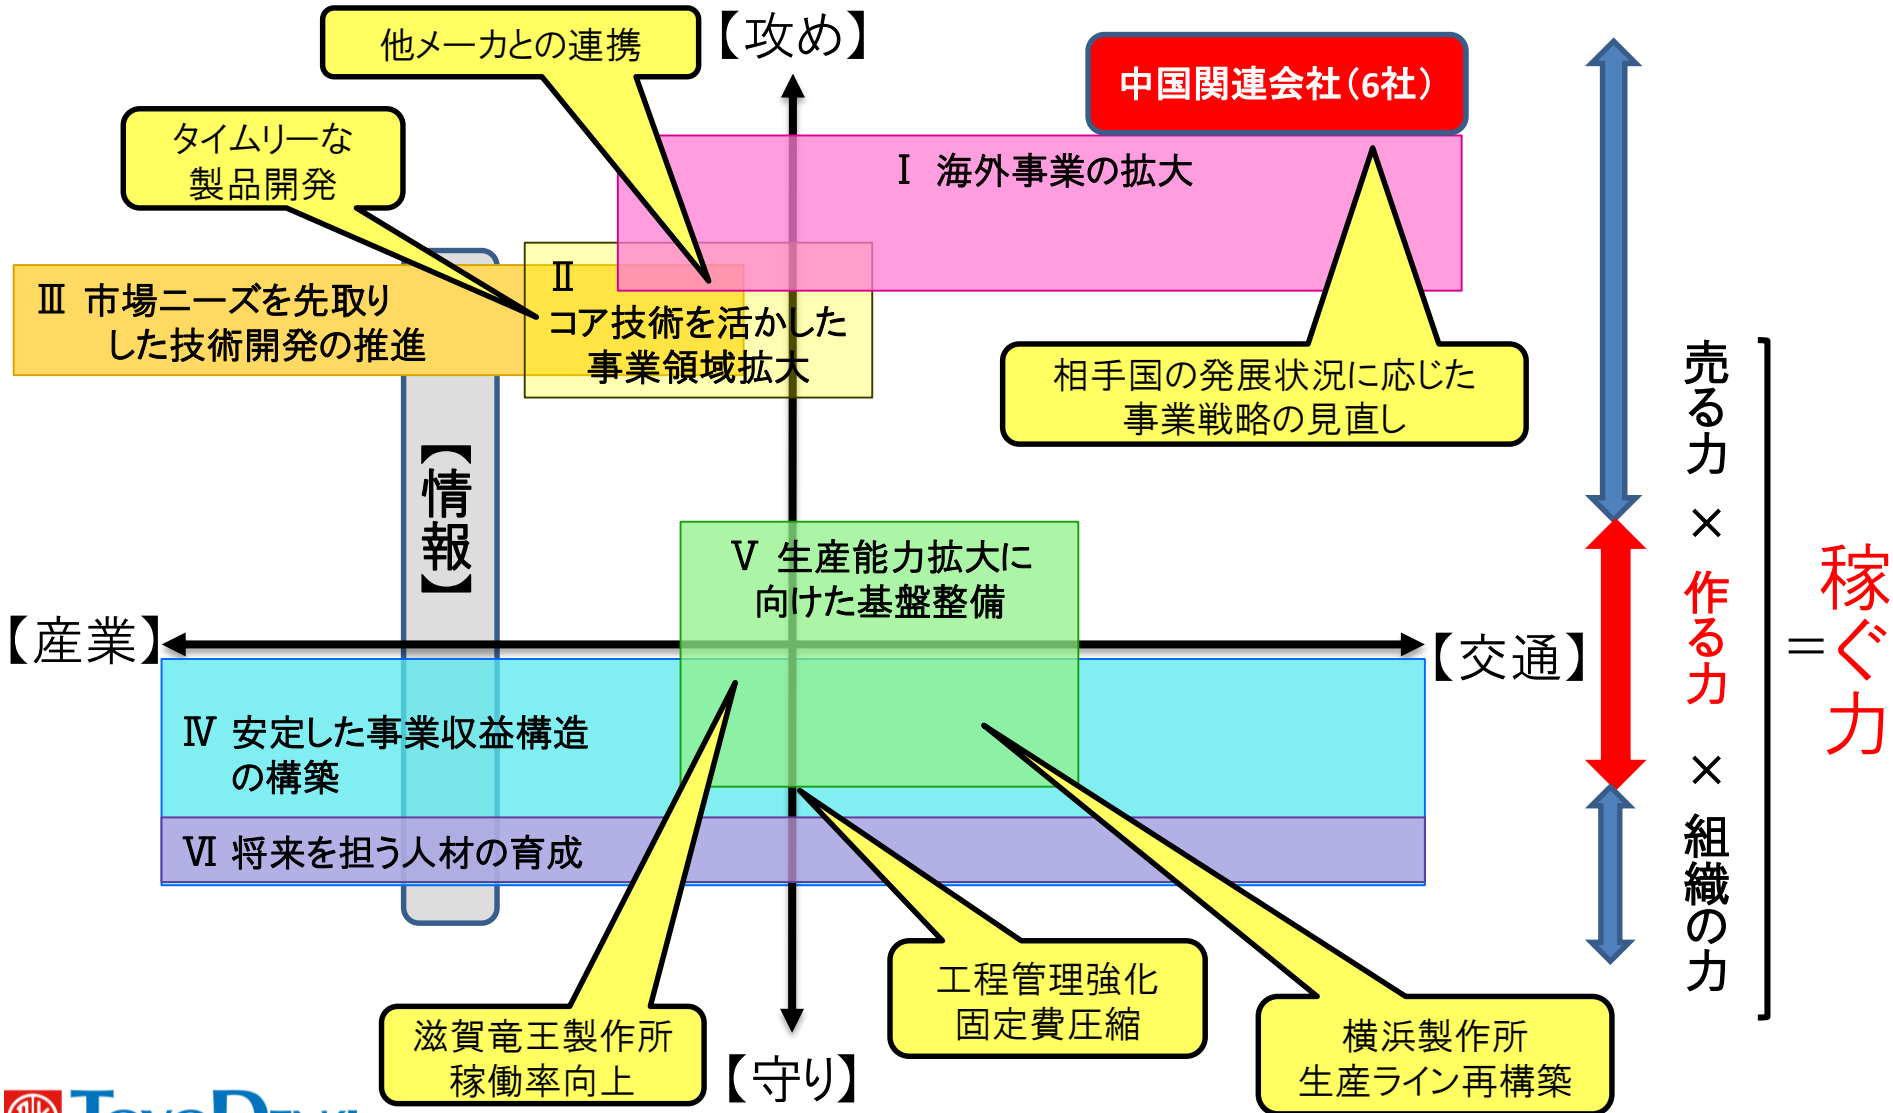 他メーカとの連携
【攻め】
中国関連会社(6社)
タイムリーな
製品開発
Ⅰ 海外事業の拡大
Ⅱ
コア技術を活かした
事業領域拡大
Ⅲ 市場ニーズを先取り
した技術開発の推進
相手国の発展状況に応じた
事業戦略の見直し
【情報】
Ⅴ 生産能力拡大に
向けた基盤整備
【産業】
【交通】
Ⅳ 安定した事業収益構造
の構築
Ⅵ 将来を担う人材の育成
工程管理強化
固定費圧縮
滋賀竜王製作所
稼働率向上
横浜製作所
生産ライン再構築
【守り】
売る力 × 作る力 × 組織の力
=稼ぐ力
TOYO DENKI